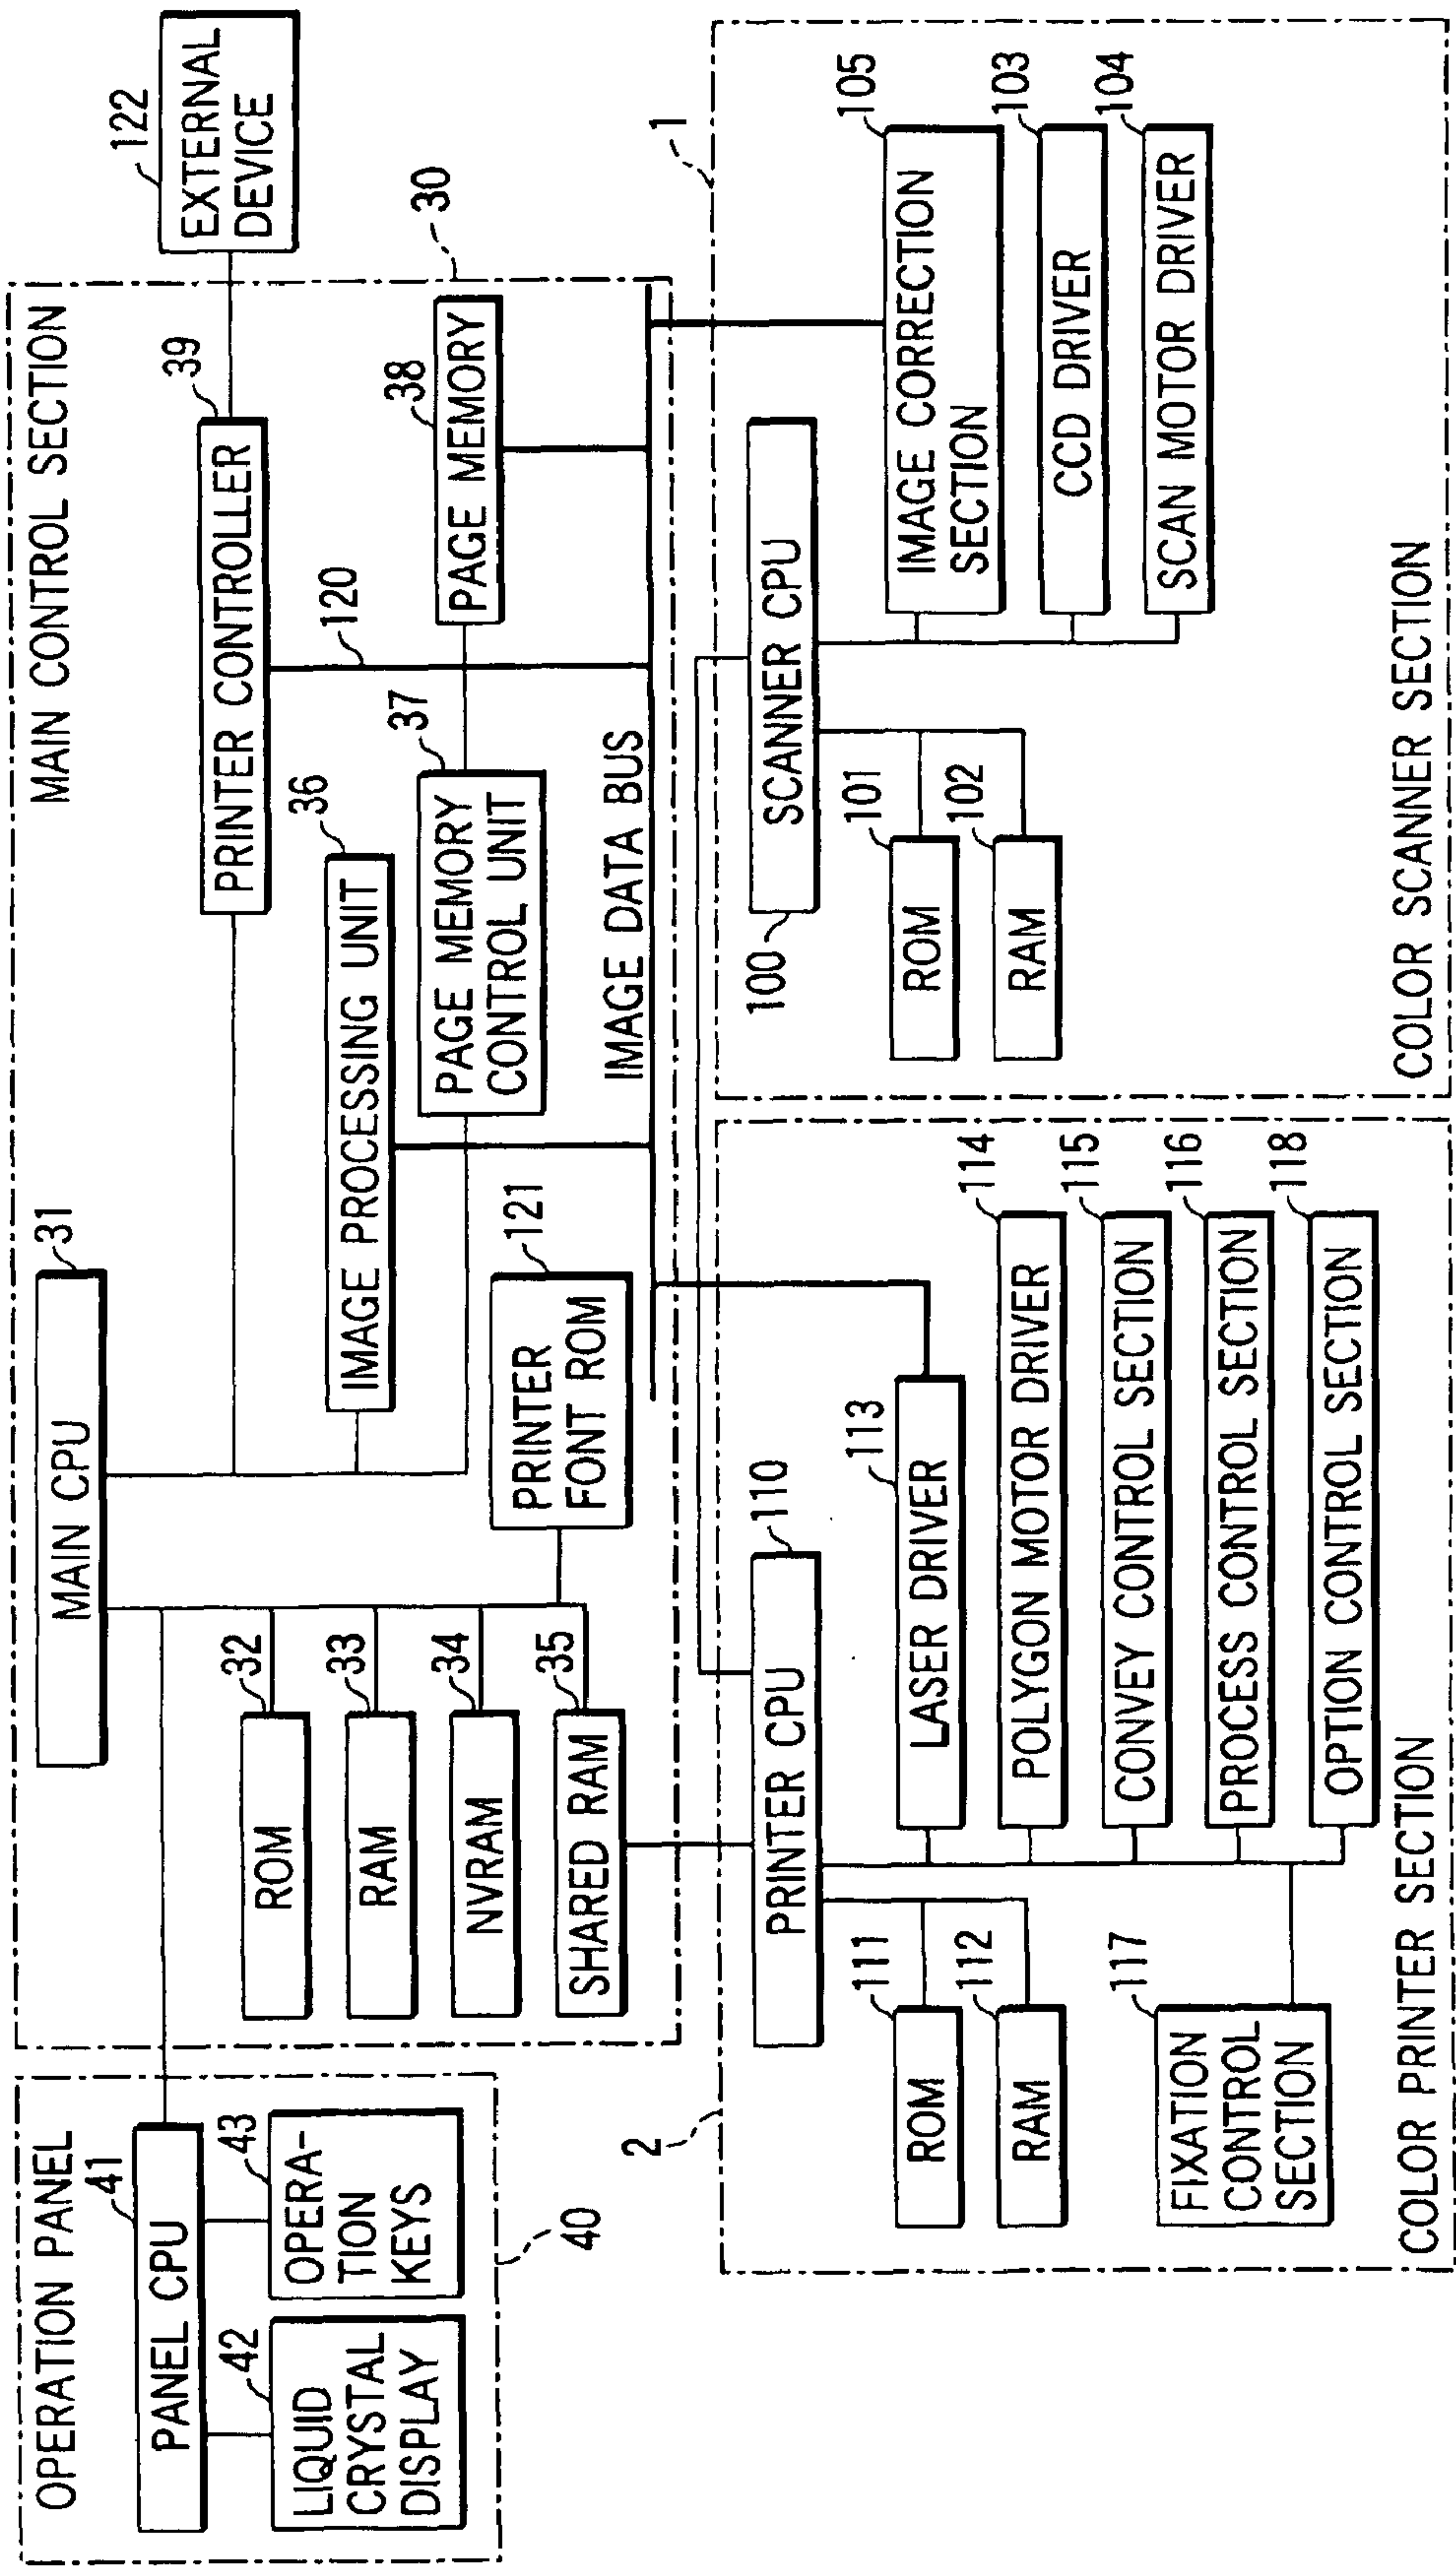 OPERATION PANEL
41
PANEL CPU
42
LIQUID
CRYSTAL
DISPLAY
43
OPERA-
TION
KEYS
40
MAIN CONTROL SECTION
31
MAIN CPU
32
ROM
33
RAM
34
NVRAM
35
SHARED RAM
121
PRINTER
FONT ROM
36
IMAGE PROCESSING UNIT
37
PAGE MEMORY
CONTROL UNIT
38
PAGE MEMORY
39
PRINTER CONTROLLER
120
IMAGE DATA BUS
30
122
EXTERNAL
DEVICE
2
110
PRINTER CPU
111
ROM
112
RAM
117
FIXATION
CONTROL
SECTION
113
LASER DRIVER
114
POLYGON MOTOR DRIVER
115
CONVEY CONTROL SECTION
116
PROCESS CONTROL SECTION
118
OPTION CONTROL SECTION
COLOR PRINTER SECTION
1
100
SCANNER CPU
101
ROM
102
RAM
105
IMAGE CORRECTION
SECTION
103
CCD DRIVER
104
SCAN MOTOR DRIVER
COLOR SCANNER SECTION